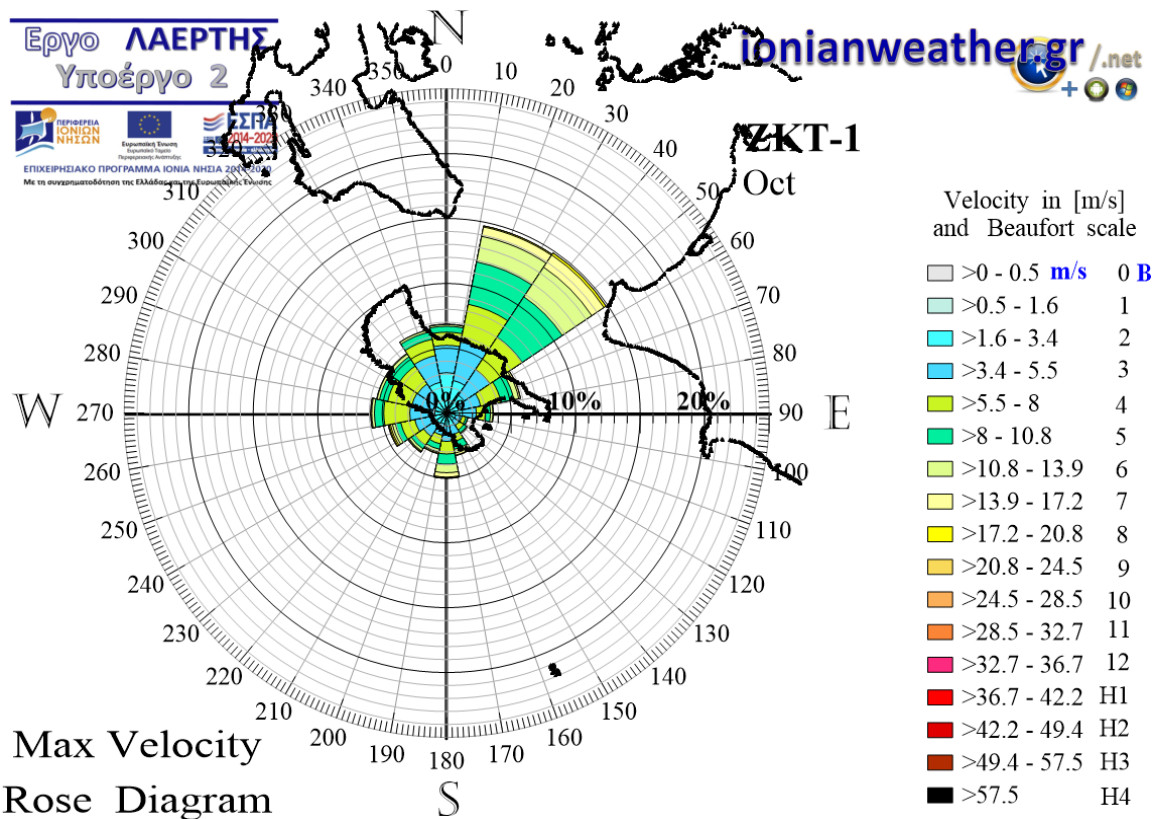 Εργο ΛΑΕΡΤΗΣ
Υποέργο 2
ΠΕΡΙΦΕΡΕΙΑ
ΙΟΝΙΩΝ
ΝΗΣΩΝ
Ευρωπαϊκή Ένωση
Ευρωπαϊκό Ταμείο
Περιφερειακής Ανάπτυξης
ΕΣΠΑ
2014-2020
ΕΠΙΧΕΙΡΗΣΙΑΚΟ ΠΡΟΓΡΑΜΜΑ ΙΟΝΙΑ ΝΗΣΙΑ 2014-2020
Με τη συγχρηματοδότηση της Ελλάδας και της Ευρωπαϊκής Ένωσης
ionianweather.gr /.net
ZKT-1
Oct
N
0
10
20
30
40
50
60
70
80
90
E
100
110
120
130
140
150
160
170
180
S
190
200
210
220
230
240
250
260
270
W
280
290
300
310
320
330
340
350
0%
10%
20%
Velocity in [m/s]
and Beaufort scale
>0 - 0.5 m/s 0 B
>0.5 - 1.6 1
>1.6 - 3.4 2
>3.4 - 5.5 3
>5.5 - 8 4
>8 - 10.8 5
>10.8 - 13.9 6
>13.9 - 17.2 7
>17.2 - 20.8 8
>20.8 - 24.5 9
>24.5 - 28.5 10
>28.5 - 32.7 11
>32.7 - 36.7 12
>36.7 - 42.2 H1
>42.2 - 49.4 H2
>49.4 - 57.5 H3
>57.5 H4
Max Velocity
Rose Diagram